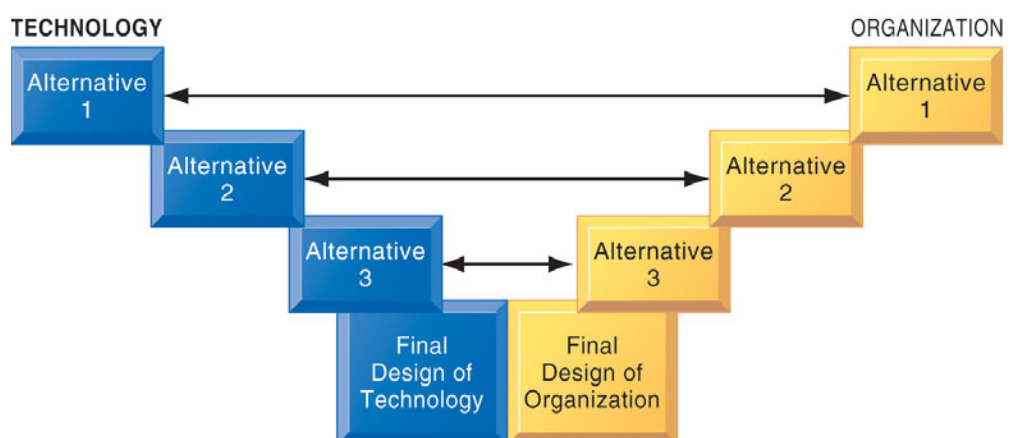 TECHNOLOGY
ORGANIZATION
Alternative
1
Alternative
1
Alternative
2
Alternative
2
Alternative
3
Alternative
3
Final
Design of
Technology
Final
Design of
Organization